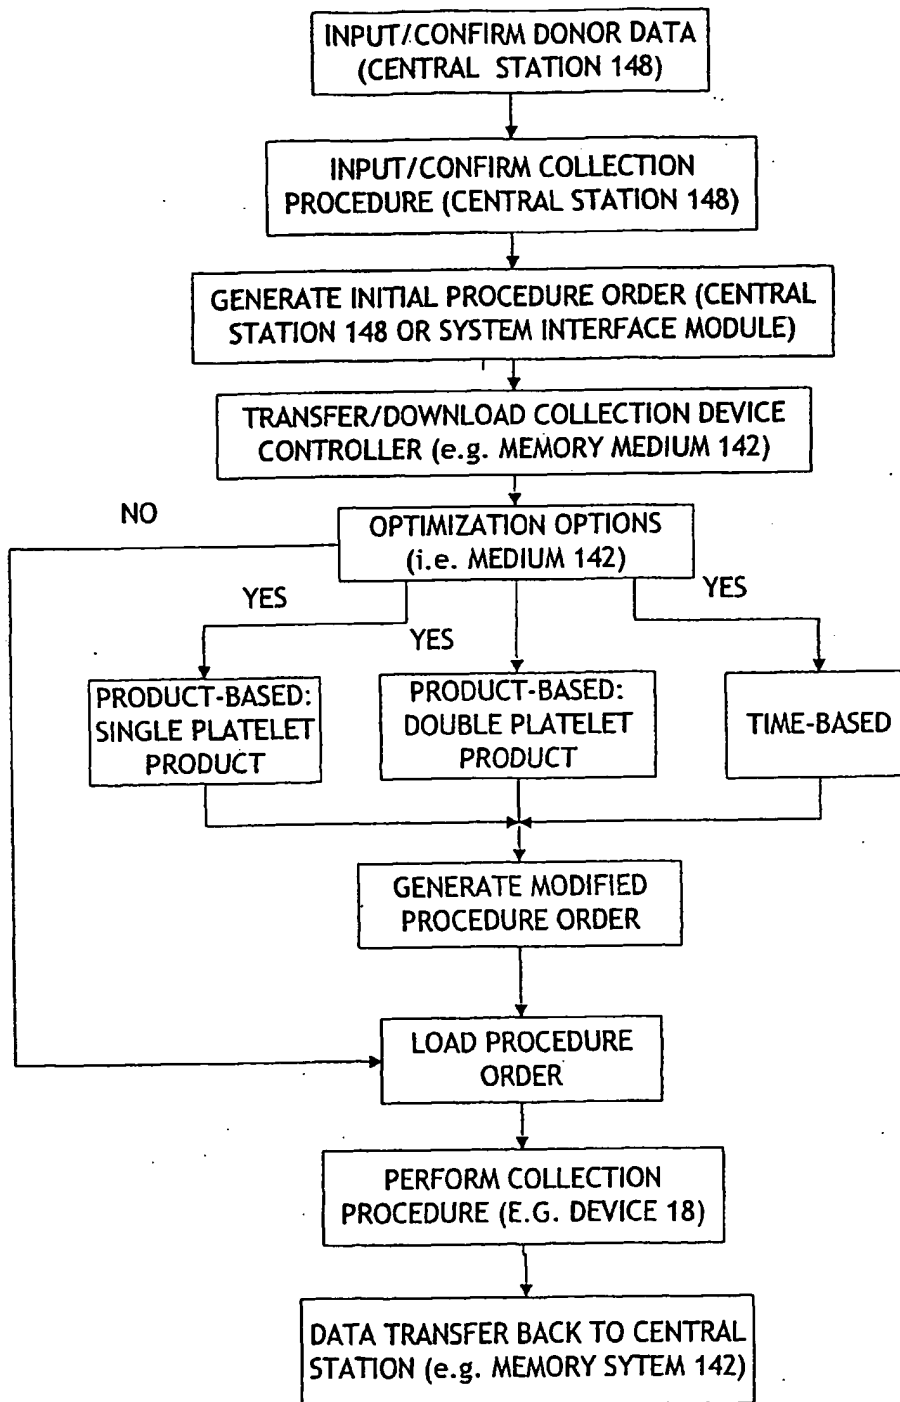 INPUT/CONFIRM DONOR DATA
(CENTRAL STATION 148)
INPUT/CONFIRM COLLECTION
PROCEDURE (CENTRAL STATION 148)
GENERATE INITIAL PROCEDURE ORDER (CENTRAL
STATION 148 OR SYSTEM INTERFACE MODULE)
TRANSFER/DOWNLOAD COLLECTION DEVICE
CONTROLLER (e.g. MEMORY MEDIUM 142)
NO
OPTIMIZATION OPTIONS
(i.e. MEDIUM 142)
YES
YES
YES
PRODUCT-BASED:
SINGLE PLATELET
PRODUCT
PRODUCT-BASED:
DOUBLE PLATELET
PRODUCT
TIME-BASED
GENERATE MODIFIED
PROCEDURE ORDER
LOAD PROCEDURE
ORDER
PERFORM COLLECTION
PROCEDURE (E.G. DEVICE 18)
DATA TRANSFER BACK TO CENTRAL
STATION (e.g. MEMORY SYTEM 142)